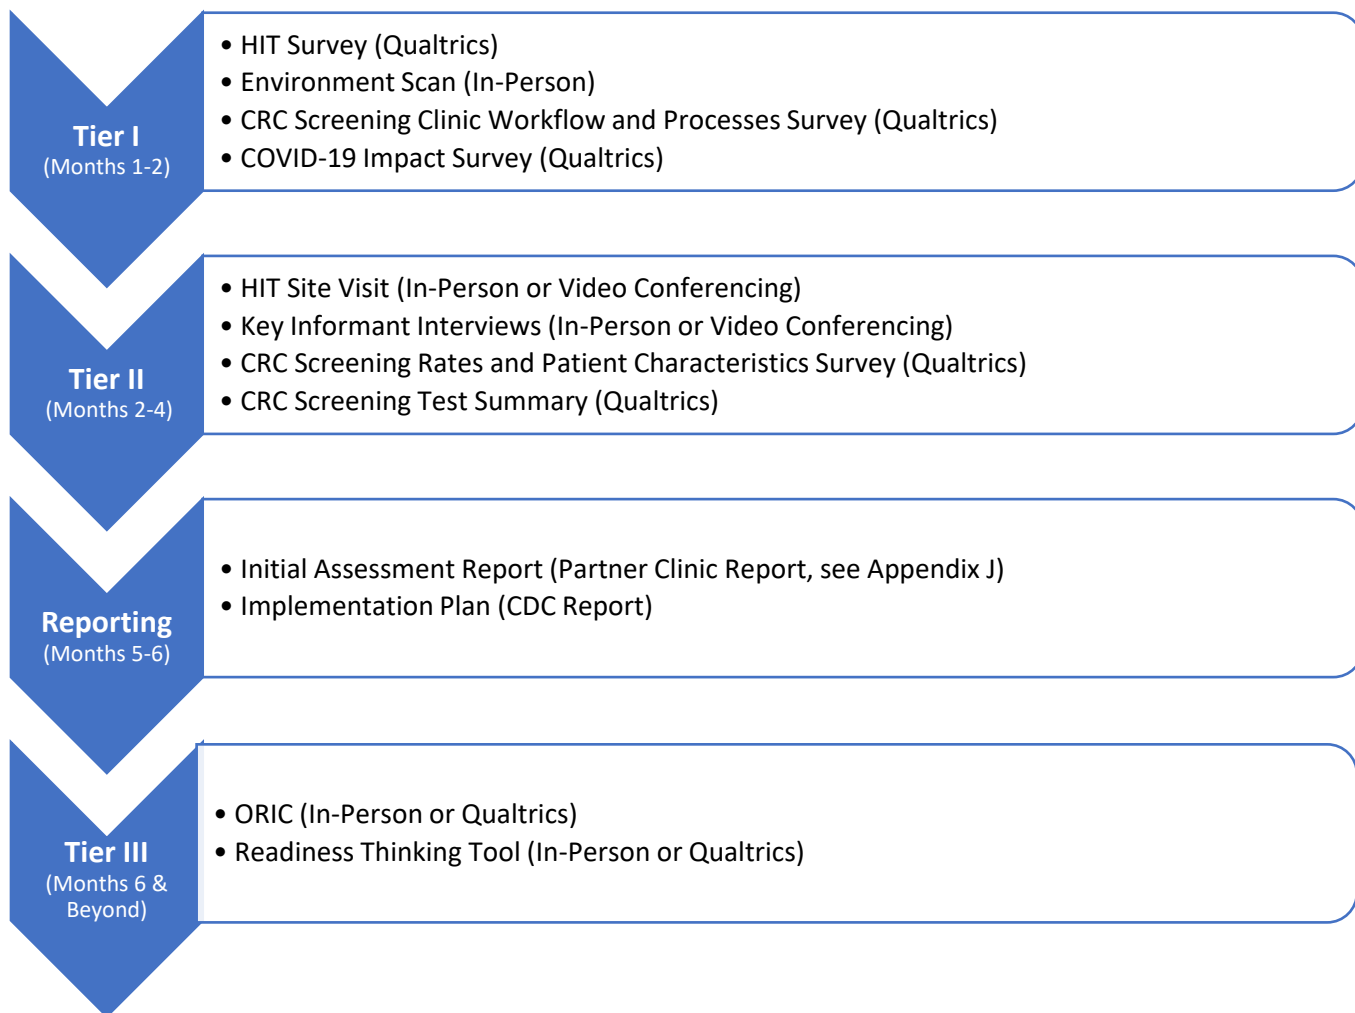 Tier I
(Months 1-2)
• HIT Survey (Qualtrics)
• Environment Scan (In-Person)
• CRC Screening Clinic Workflow and Processes Survey (Qualtrics)
• COVID-19 Impact Survey (Qualtrics)
Tier II
(Months 2-4)
• HIT Site Visit (In-Person or Video Conferencing)
• Key Informant Interviews (In-Person or Video Conferencing)
• CRC Screening Rates and Patient Characteristics Survey (Qualtrics)
• CRC Screening Test Summary (Qualtrics)
Reporting
(Months 5-6)
• Initial Assessment Report (Partner Clinic Report, see Appendix J)
• Implementation Plan (CDC Report)
Tier III
(Months 6 &
Beyond)
• ORIC (In-Person or Qualtrics)
• Readiness Thinking Tool (In-Person or Qualtrics)